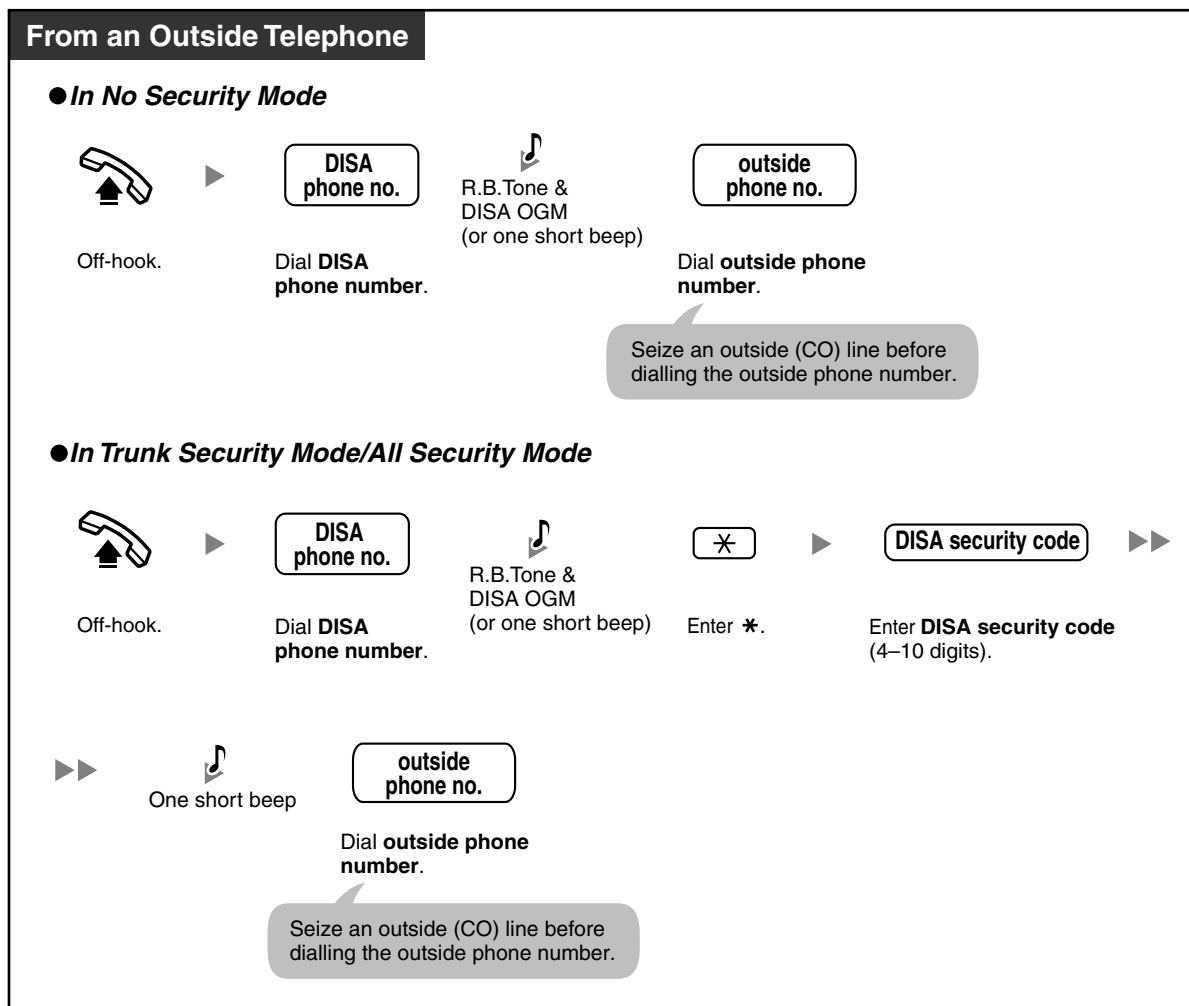 From an Outside Telephone
●In No Security Mode
DISA
phone no.
R.B.Tone &
DISA OGM
(or one short beep)
outside
phone no.
Off-hook.
Dial DISA
phone number.
Dial outside phone
number.
Seize an outside (CO) line before
dialling the outside phone number.
●In Trunk Security Mode/All Security Mode
DISA
phone no.
R.B.Tone &
DISA OGM
(or one short beep)
*
DISA security code
Off-hook.
Dial DISA
phone number.
Enter *.
Enter DISA security code
(4–10 digits).
One short beep
outside
phone no.
Dial outside phone
number.
Seize an outside (CO) line before
dialling the outside phone number.